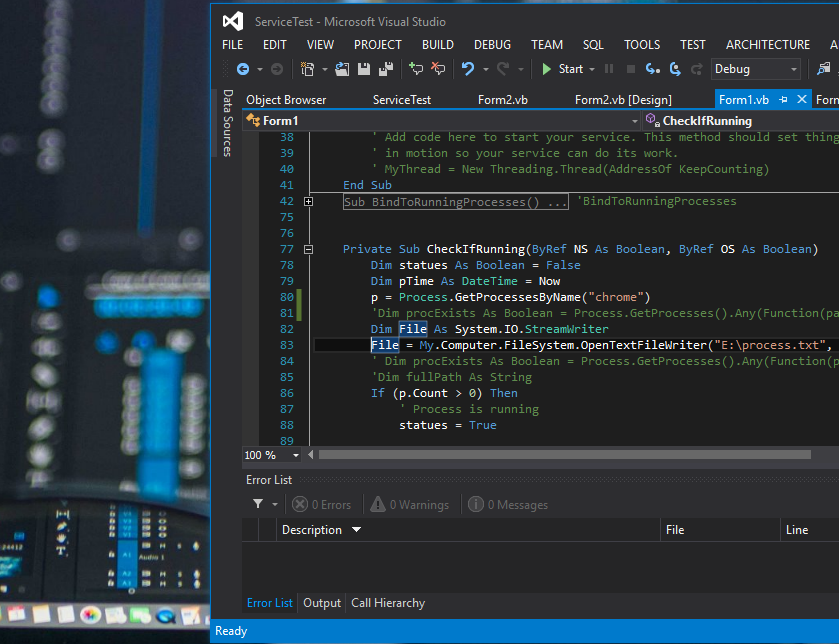 ServiceTest - Microsoft Visual Studio
FILE EDIT VIEW PROJECT BUILD DEBUG TEAM SQL TOOLS TEST ARCHITECTURE A
Start Debug
Data Sources
Object Browser ServiceTest Form2.vb Form2.vb [Design] Form1.vb Form
Form1 CheckIfRunning
38 ' Add code here to start your service. This method should set thing
39 ' in motion so your service can do its work.
40 ' MyThread = New Threading.Thread(AddressOf KeepCounting)
41 End Sub
42 Sub BindToRunningProcesses() ... 'BindToRunningProcesses
75
76
77 Private Sub CheckIfRunning(ByRef NS As Boolean, ByRef OS As Boolean)
78 Dim statues As Boolean = False
79 Dim pTime As DateTime = Now
80 p = Process.GetProcessesByName("chrome")
81 'Dim procExists As Boolean = Process.GetProcesses().Any(Function(pa
82 Dim File As System.IO.StreamWriter
83 File = My.Computer.FileSystem.OpenTextFileWriter("E:\process.txt",
84 ' Dim procExists As Boolean = Process.GetProcesses().Any(Function(p
85 'Dim fullPath As String
86 If (p.Count > 0) Then
87 ' Process is running
88 statues = True
89
100 %
Error List
0 Errors 0 Warnings 0 Messages
Description File Line
Error List Output Call Hierarchy
Ready
24412
A1 Audio 1